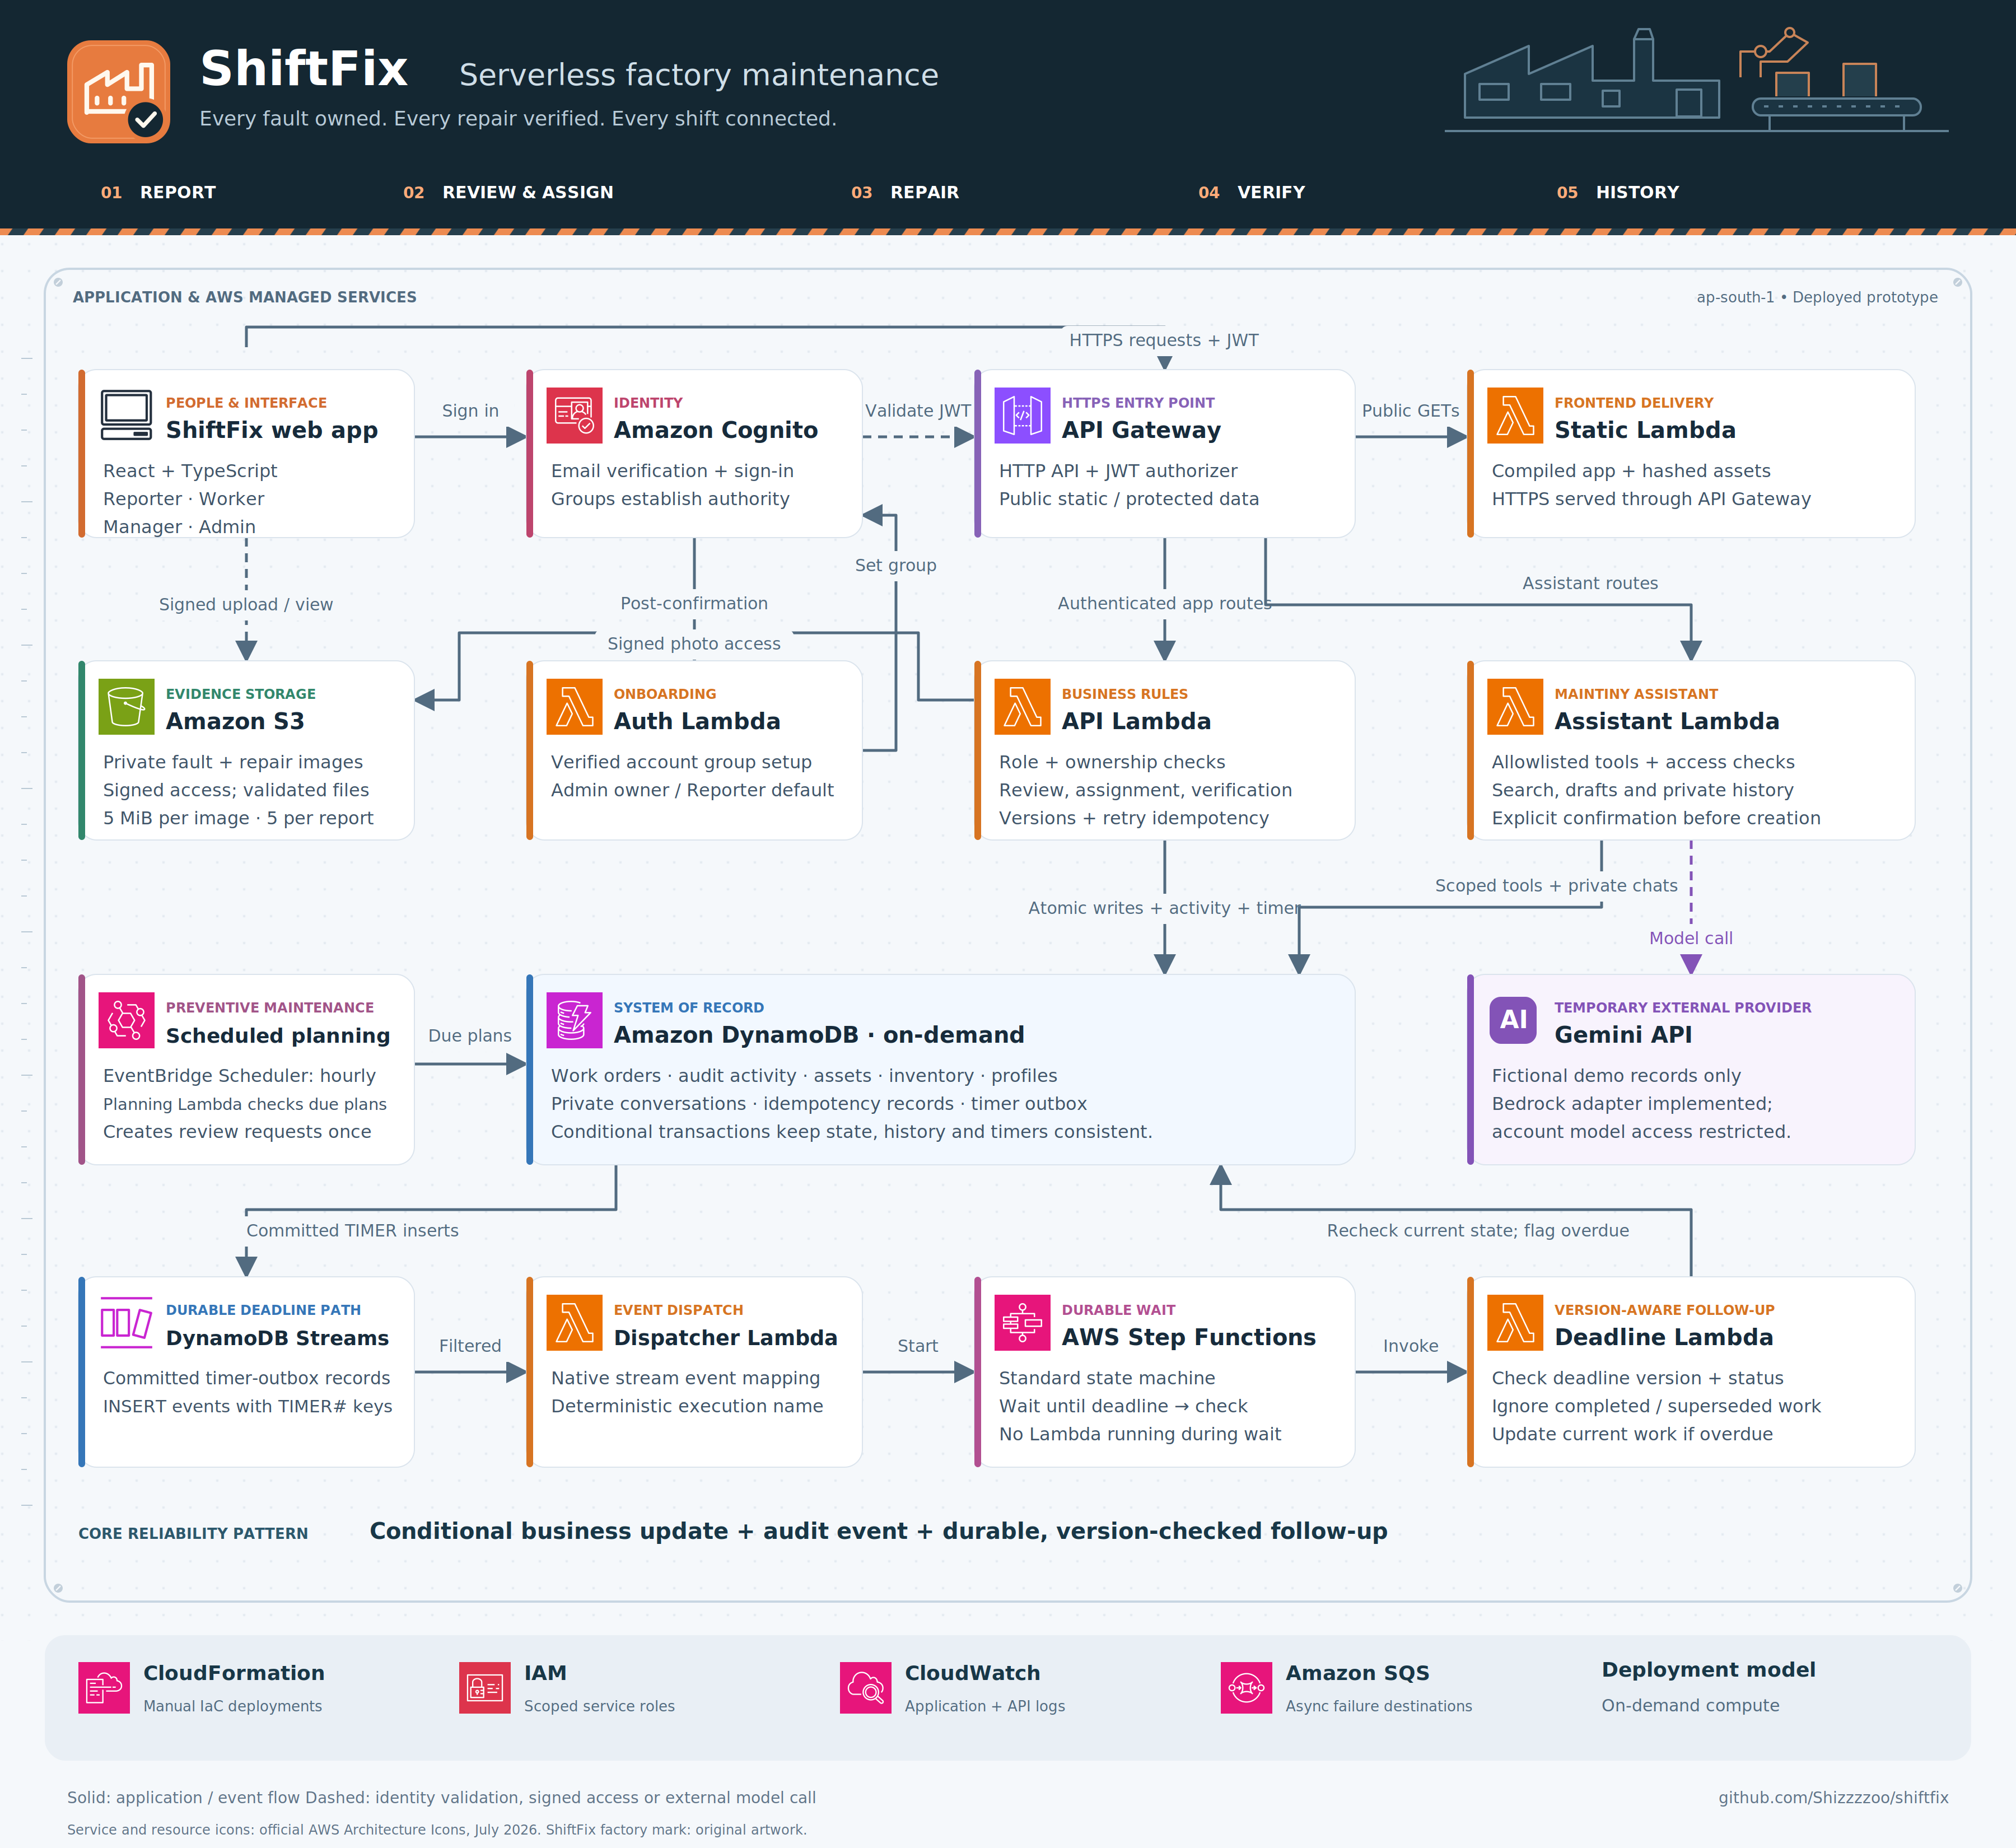 ShiftFix Serverless factory maintenance
Every fault owned. Every repair verified. Every shift connected.
01 REPORT 02 REVIEW & ASSIGN 03 REPAIR 04 VERIFY 05 HISTORY
APPLICATION & AWS MANAGED SERVICES
ap-south-1 • Deployed prototype
HTTPS requests + JWT
PEOPLE & INTERFACE
ShiftFix web app
React + TypeScript
Reporter · Worker
Manager · Admin
Sign in
IDENTITY
Amazon Cognito
Email verification + sign-in
Groups establish authority
Validate JWT
HTTPS ENTRY POINT
API Gateway
HTTP API + JWT authorizer
Public static / protected data
Public GETs
FRONTEND DELIVERY
Static Lambda
Compiled app + hashed assets
HTTPS served through API Gateway
Set group
Assistant routes
Signed upload / view
Post-confirmation
Authenticated app routes
Signed photo access
EVIDENCE STORAGE
Amazon S3
Private fault + repair images
Signed access; validated files
5 MiB per image · 5 per report
ONBOARDING
Auth Lambda
Verified account group setup
Admin owner / Reporter default
BUSINESS RULES
API Lambda
Role + ownership checks
Review, assignment, verification
Versions + retry idempotency
MAINTINY ASSISTANT
Assistant Lambda
Allowlisted tools + access checks
Search, drafts and private history
Explicit confirmation before creation
Scoped tools + private chats
Atomic writes + activity + timer
Model call
PREVENTIVE MAINTENANCE
Scheduled planning
EventBridge Scheduler: hourly
Planning Lambda checks due plans
Creates review requests once
Due plans
SYSTEM OF RECORD
Amazon DynamoDB · on-demand
Work orders · audit activity · assets · inventory · profiles
Private conversations · idempotency records · timer outbox
Conditional transactions keep state, history and timers consistent.
AI
TEMPORARY EXTERNAL PROVIDER
Gemini API
Fictional demo records only
Bedrock adapter implemented;
account model access restricted.
Committed TIMER inserts
Recheck current state; flag overdue
DURABLE DEADLINE PATH
DynamoDB Streams
Committed timer-outbox records
INSERT events with TIMER# keys
Filtered
EVENT DISPATCH
Dispatcher Lambda
Native stream event mapping
Deterministic execution name
Start
DURABLE WAIT
AWS Step Functions
Standard state machine
Wait until deadline → check
No Lambda running during wait
Invoke
VERSION-AWARE FOLLOW-UP
Deadline Lambda
Check deadline version + status
Ignore completed / superseded work
Update current work if overdue
CORE RELIABILITY PATTERN
Conditional business update + audit event + durable, version-checked follow-up
CloudFormation
Manual IaC deployments
IAM
Scoped service roles
CloudWatch
Application + API logs
Amazon SQS
Async failure destinations
Deployment model
On-demand compute
Solid: application / event flow Dashed: identity validation, signed access or external model call
github.com/Shizzzzoo/shiftfix
Service and resource icons: official AWS Architecture Icons, July 2026. ShiftFix factory mark: original artwork.